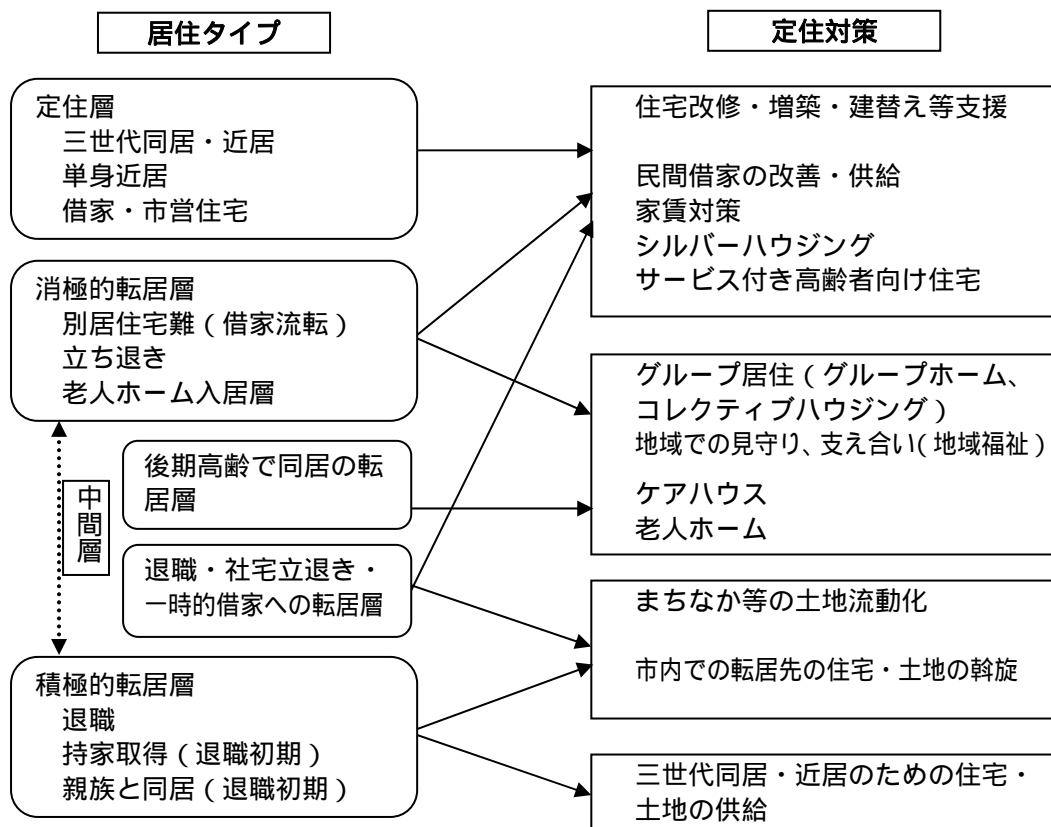 居住タイプ
定住層
三世代同居・近居
単身近居
借家・市営住宅
消極的転居層
別居住宅難（借家流転）
立ち退き
老人ホーム入居層
中間層
後期高齢で同居の転
居層
退職・社宅立退き・
一時的借家への転居層
積極的転居層
退職
持家取得（退職初期）
親族と同居（退職初期）
定住対策
住宅改修・増築・建替え等支援
民間借家の改善・供給
家賃対策
シルバーハウジング
サービス付き高齢者向け住宅
グループ居住（グループホーム、
コレクティブハウジング）
地域での見守り、支え合い（地域福祉）
ケアハウス
老人ホーム
まちなか等の土地流動化
市内での転居先の住宅・土地の斡旋
三世代同居・近居のための住宅・
土地の供給